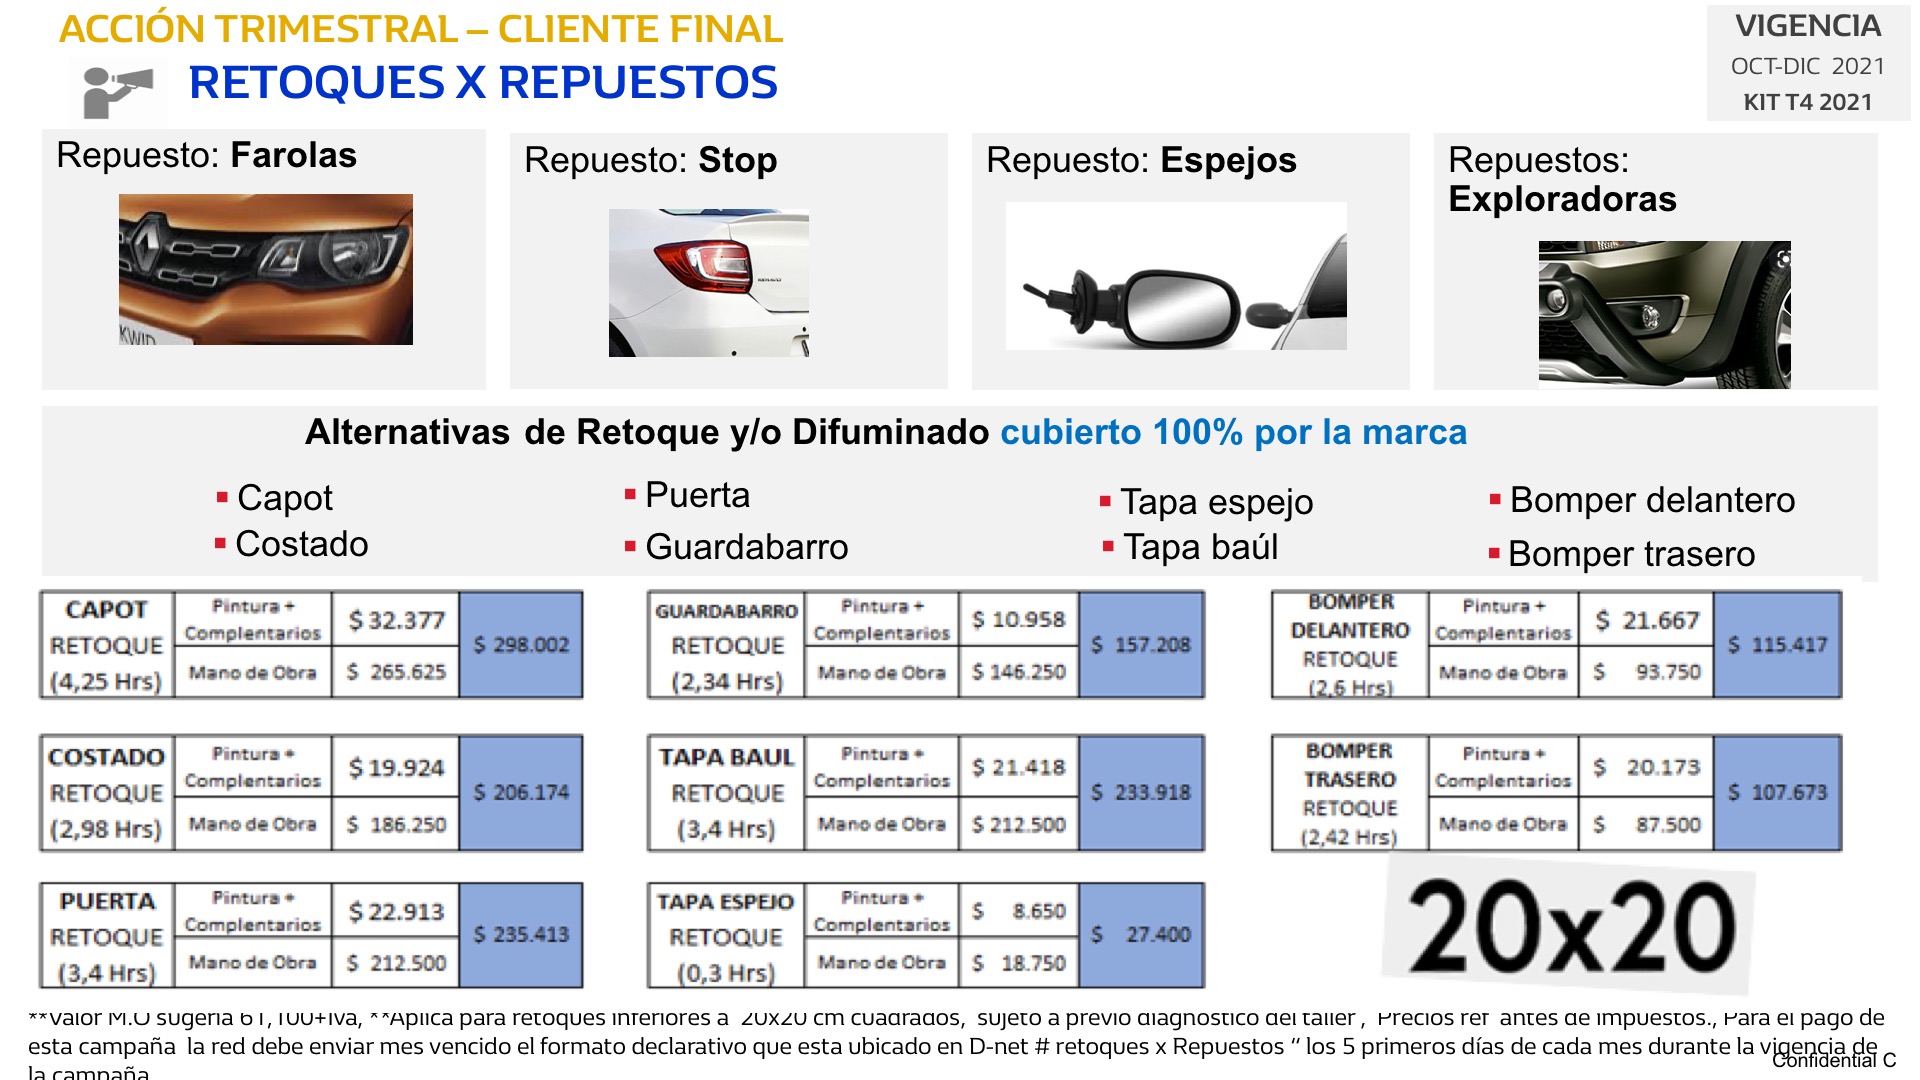 ACCIÓN TRIMESTRAL – CLIENTE FINAL
RETOQUES X REPUESTOS
VIGENCIA
OCT-DIC 2021
KIT T4 2021
Repuesto: Farolas
KWID
Repuesto: Stop
Repuesto: Espejos
Repuestos:
Exploradoras
Alternativas de Retoque y/o Difuminado cubierto 100% por la marca
▪ Capot
▪ Costado
▪ Puerta
▪ Guardabarro
▪ Tapa espejo
▪ Tapa baúl
▪ Bomper delantero
▪ Bomper trasero
CAPOT
RETOQUE
(4,25 Hrs)
Pintura +
Complentarios
$ 32.377
Mano de Obra
$ 265.625
$ 298.002
GUARDABARRO
RETOQUE
(2,34 Hrs)
Pintura +
Complentarios
$ 10.958
Mano de Obra
$ 146.250
$ 157.208
BOMPER
DELANTERO
RETOQUE
(2,6 Hrs)
Pintura +
Complentarios
$ 21.667
Mano de Obra
$ 93.750
$ 115.417
COSTADO
RETOQUE
(2,98 Hrs)
Pintura +
Complentarios
$ 19.924
Mano de Obra
$ 186.250
$ 206.174
TAPA BAUL
RETOQUE
(3,4 Hrs)
Pintura +
Complentarios
$ 21.418
Mano de Obra
$ 212.500
$ 233.918
BOMPER
TRASERO
RETOQUE
(2,42 Hrs)
Pintura +
Complentarios
$ 20.173
Mano de Obra
$ 87.500
$ 107.673
PUERTA
RETOQUE
(3,4 Hrs)
Pintura +
Complentarios
$ 22.913
Mano de Obra
$ 212.500
$ 235.413
TAPA ESPEJO
RETOQUE
(0,3 Hrs)
Pintura +
Complentarios
$ 8.650
Mano de Obra
$ 18.750
$ 27.400
20x20
**Valor M.O sugeria 61,100+Iva, **Aplica para retoques inferiores a 20x20 cm cuadrados, sujeto a previo diagnostico del taller , Precios ref antes de impuestos., Para el pago de
esta campaña la red debe enviar mes vencido el formato declarativo que esta ubicado en D-net # retoques x Repuestos “ los 5 primeros días de cada mes durante la vigencia de
la campaña
Confidential C